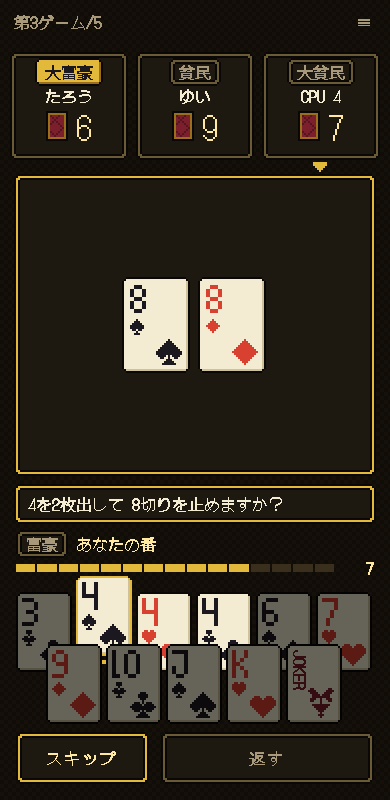 第3ゲーム/5
大富豪 貧民 大貧民
たろう ゆい CPU 4
6 9 7
8 8
4を2枚出して 8切りを止めますか？
富豪 あなたの番
7
3 4 4 4 6 7
9 10 J K JOKER
スキップ 返す